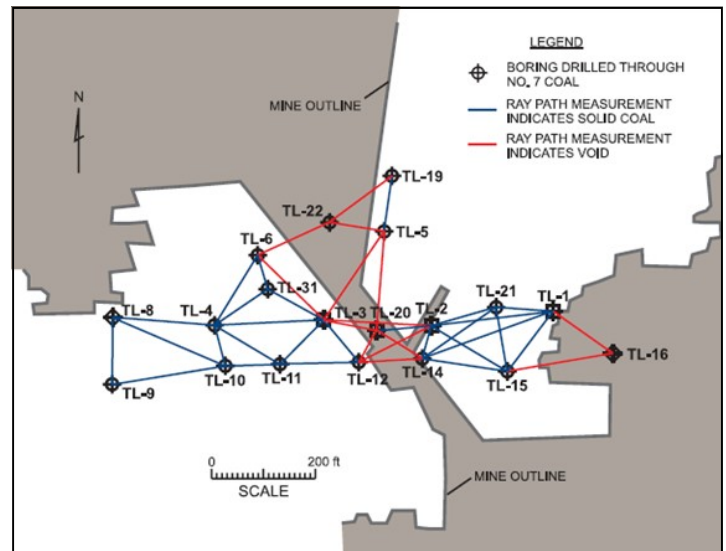 LEGEND
BORING DRILLED THROUGH
NO. 7 COAL
RAY PATH MEASUREMENT
INDICATES SOLID COAL
RAY PATH MEASUREMENT
INDICATES VOID
MINE OUTLINE
N
TL-19
TL-22
TL-5
TL-6
TL-31
TL-21
TL-1
TL-8
TL-4
TL-3
TL-20
TL-2
TL-16
TL-10
TL-11
TL-12
TL-14
TL-15
TL-9
0
200 ft
SCALE
MINE OUTLINE